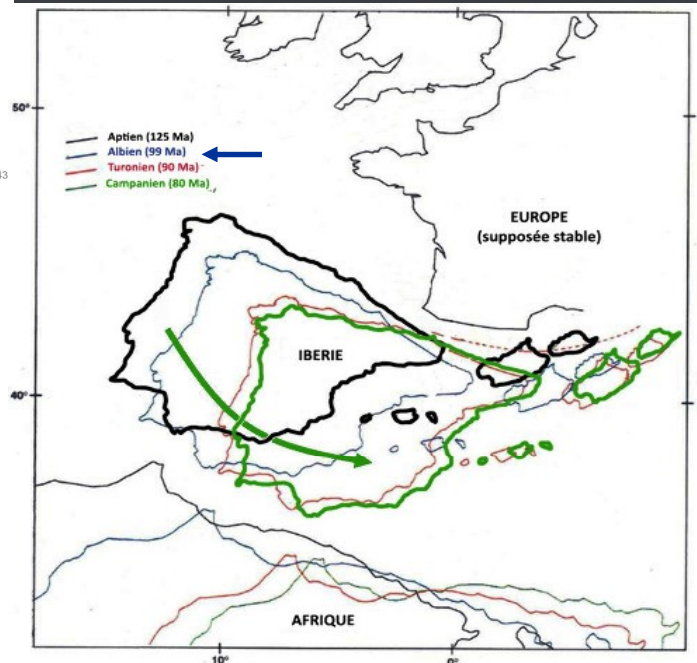 50°
Aptien (125 Ma)
Albien (99 Ma)
Turonien (90 Ma)
Campanien (80 Ma)
43
EUROPE
(supposée stable)
IBERIE
40°
AFRIQUE
10°
0°